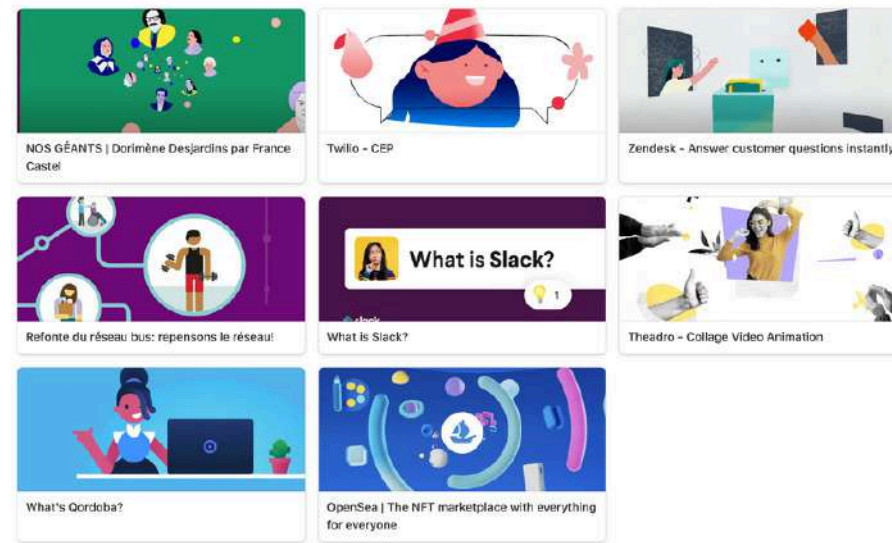 NOS GÉANTS | Dorimène Desjardins par France
Castel
Twilio - CEP
Zendesk - Answer customer questions instantly
What is Slack?
1
slack
Refonte du réseau bus: repensons le réseau!
What is Slack?
Theadro - Collage Video Animation
What's Qordoba?
OpenSea | The NFT marketplace with everything
for everyone